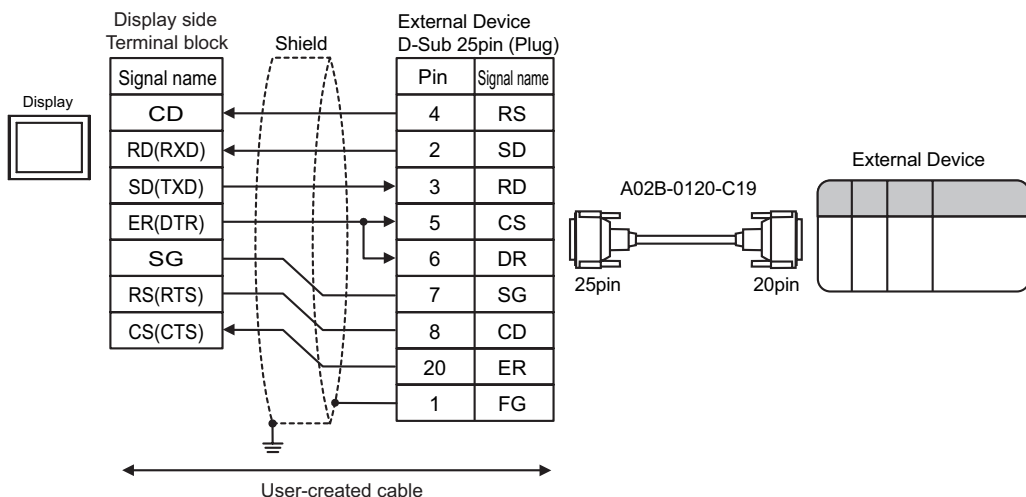 Display side
Terminal block
Shield
External Device
D-Sub 25pin (Plug)
Signal name
Pin
Signal name
Display
CD
4
RS
RD(RXD)
2
SD
SD(TXD)
3
RD
ER(DTR)
5
CS
6
DR
SG
7
SG
RS(RTS)
8
CD
CS(CTS)
20
ER
1
FG
A02B-0120-C19
25pin
20pin
External Device
User-created cable